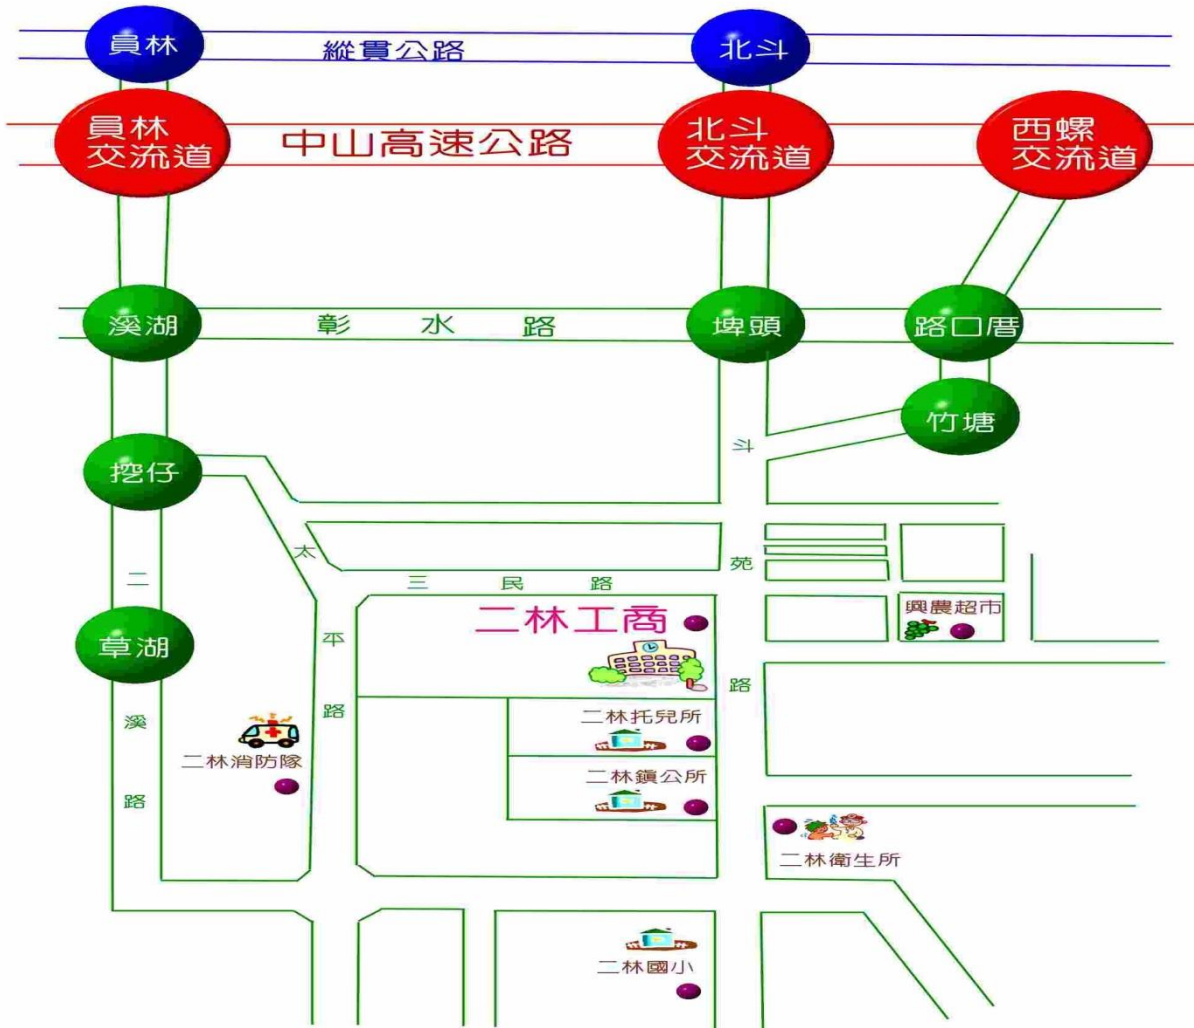 員林
縱貫公路
北斗
員林
交流道
中山高速公路
北斗
交流道
西螺
交流道
溪湖
彰水路
埤頭
路口厝
竹塘
挖仔
斗苑路
太平路
三民路
二溪路
草湖
二林工商
興農超市
二林托兒所
二林消防隊
二林鎮公所
二林衛生所
二林國小